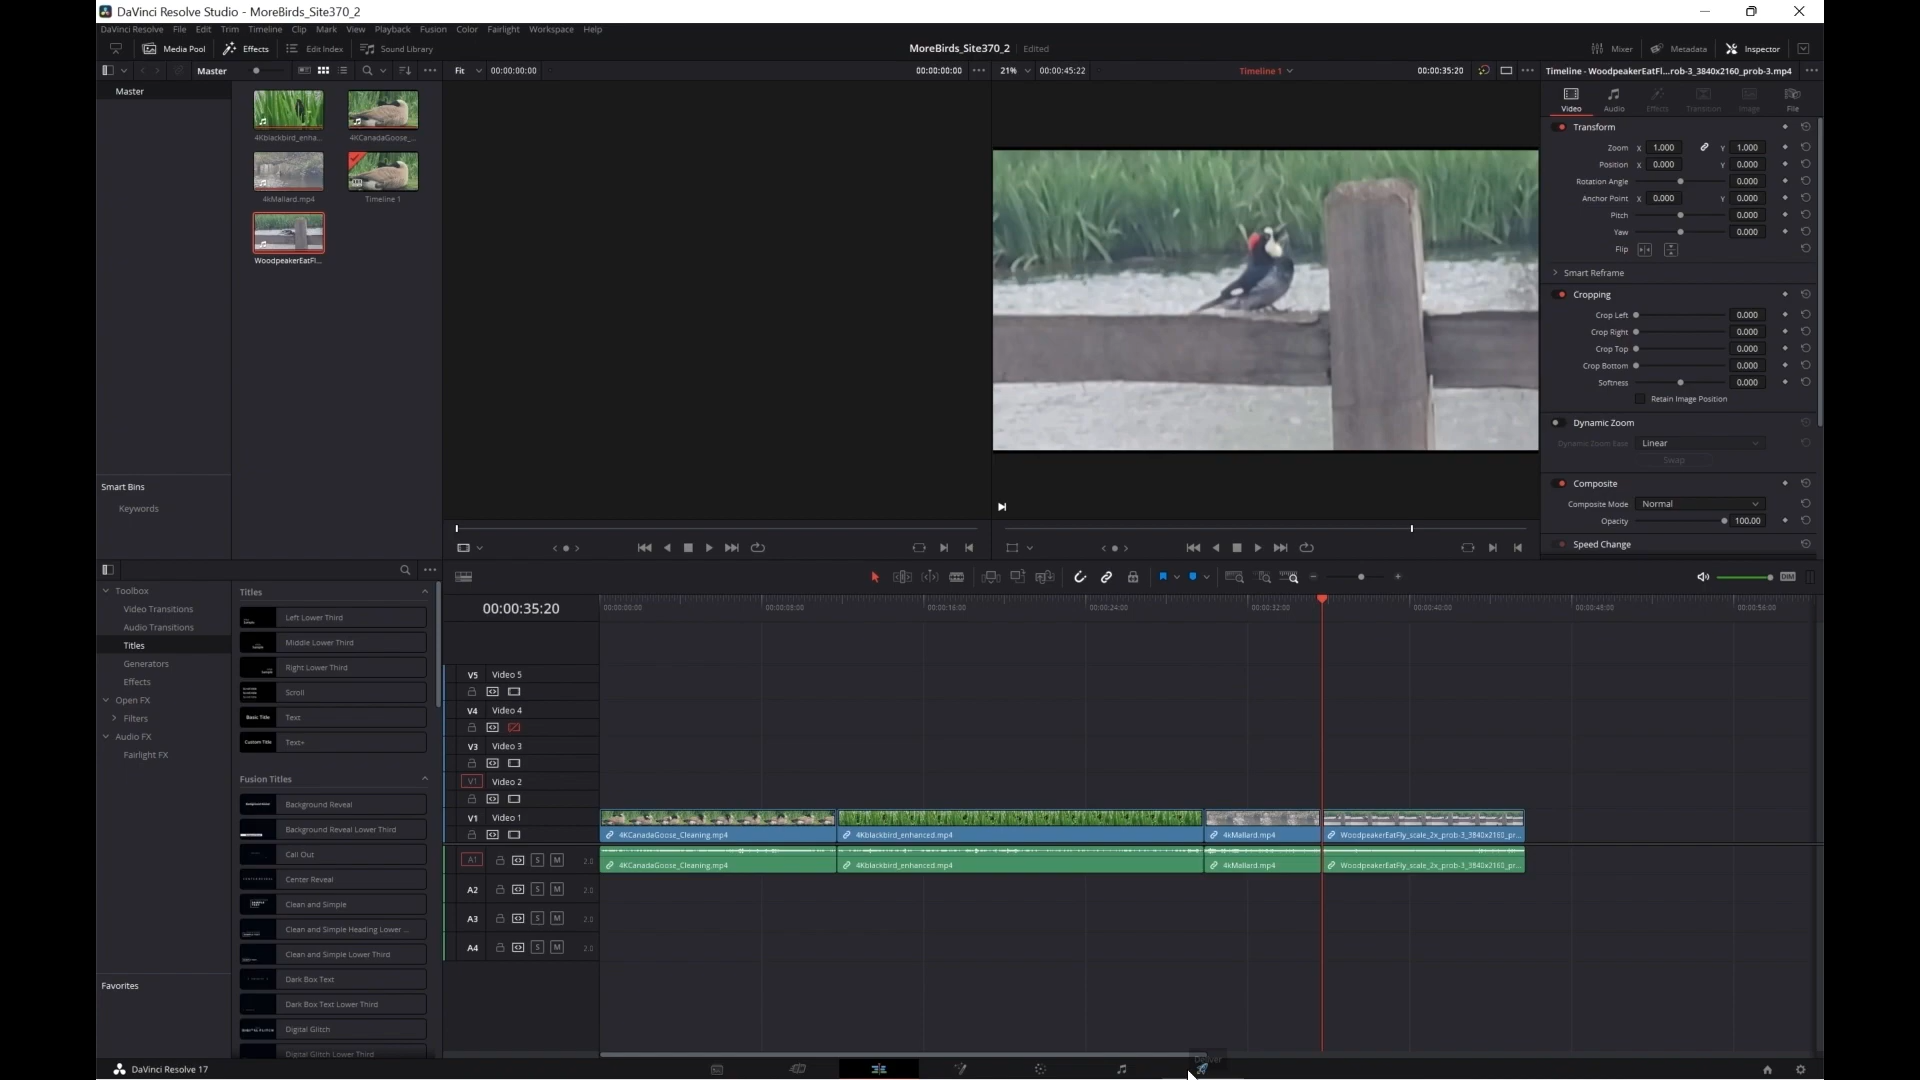 DaVinci Resolve Studio - MoreBirds_Site370_2
DaVinci Resolve File Edit Trim Timeline Clip Mark View Playback Fusion Color Fairlight Workspace Help
Media Pool Effects Edit Index Sound Library MoreBirds_Site370_2 Edited Mixer Metadata Inspector
Master Fit 00:00:00:00 00:00:00:00 21% 00:00:45:22 Timeline 1 00:00:35:20 Timeline - WoodpeakerEatFl...rob-3_3840x2160_prob-3.mp4
Master
4Kblackbird_enha... 4KCanadaGoose_...
4kMallard.mp4 Timeline 1
WoodpeakerEatFl...
Smart Bins
Keywords
Video Audio Effects Transition Image File
Transform
Zoom X 1.000 Y 1.000
Position X 0.000 Y 0.000
Rotation Angle 0.000
Anchor Point X 0.000 Y 0.000
Pitch 0.000
Yaw 0.000
Flip
Smart Reframe
Cropping
Crop Left 0.000
Crop Right 0.000
Crop Top 0.000
Crop Bottom 0.000
Softness 0.000
Retain Image Position
Dynamic Zoom
Dynamic Zoom Ease Linear
Swap
Composite
Composite Mode Normal
Opacity 100.00
Speed Change
Toolbox
Video Transitions
Audio Transitions
Titles
Generators
Effects
Open FX
Filters
Audio FX
Fairlight FX
Favorites
Titles
Left Lower Third
Middle Lower Third
Right Lower Third
Scroll
Basic Title Text
Custom Title Text+
Fusion Titles
Background Reveal
Background Reveal Lower Third
Call Out
Center Reveal
Clean and Simple
Clean and Simple Heading Lower ...
Clean and Simple Lower Third
Dark Box Text
Dark Box Text Lower Third
Digital Glitch
Digital Glitch Lower Third
DIM
00:00:35:20 00:00:00:00 00:00:08:00 00:00:16:00 00:00:24:00 00:00:32:00 00:00:40:00 00:00:48:00 00:00:56:00
V5 Video 5
V4 Video 4
V3 Video 3
V1 Video 2
V1 Video 1
4KCanadaGoose_Cleaning.mp4 4Kblackbird_enhanced.mp4 4kMallard.mp4 WoodpeakerEatFly_scale_2x_prob-3_3840x2160_pr...
A1 S M 2.0 4KCanadaGoose_Cleaning.mp4 4Kblackbird_enhanced.mp4 4kMallard.mp4 WoodpeakerEatFly_scale_2x_prob-3_3840x2160_pr...
A2 S M 2.0
A3 S M 2.0
A4 S M 2.0
Deliver
DaVinci Resolve 17